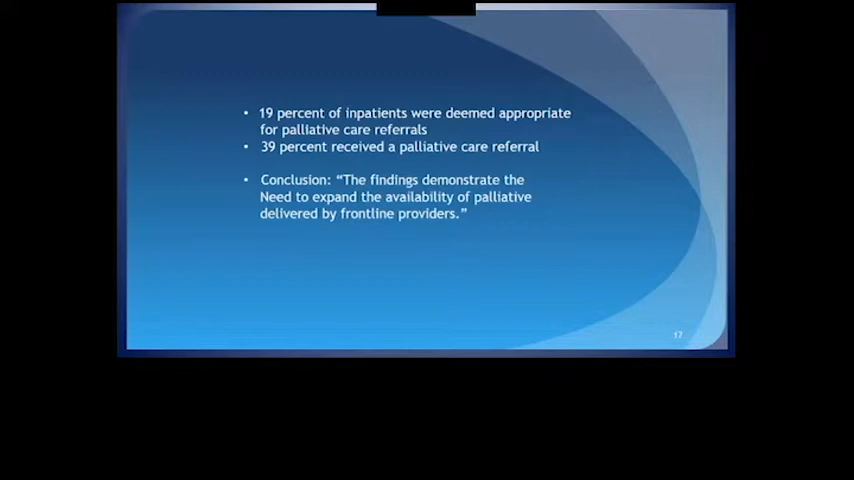 • 19 percent of inpatients were deemed appropriate
for palliative care referrals
• 39 percent received a palliative care referral
• Conclusion: “The findings demonstrate the
Need to expand the availability of palliative
delivered by frontline providers.”
17